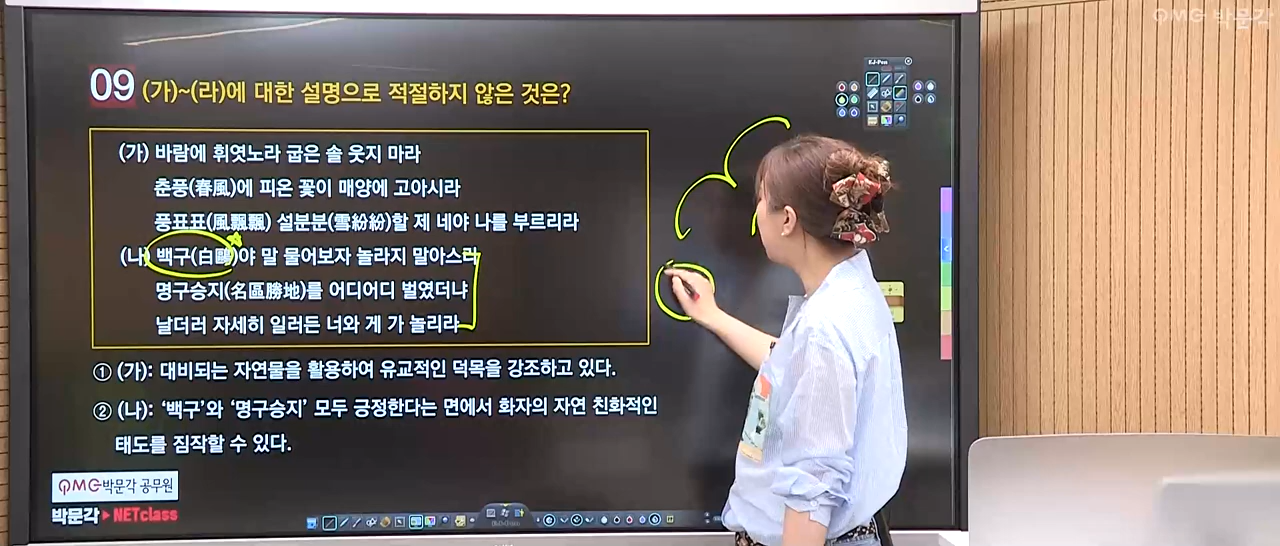 OMG 박문각
09 (가)~(라)에 대한 설명으로 적절하지 않은 것은?
(가) 바람에 휘엿노라 굽은 솔 웃지 마라
춘풍(春風)에 피온 꽃이 매양에 고아시랴
풍표표(風飄飄) 설분분(雪紛紛)할 제 네야 나를 부르리라
(나) 백구(白鷗)야 말 물어보자 놀라지 말아스라
명구승지(名區勝地)를 어디어디 벌였더냐
날더러 자세히 일러든 너와 게 가 놀리라
① (가): 대비되는 자연물을 활용하여 유교적인 덕목을 강조하고 있다.
② (나): ‘백구’와 ‘명구승지’ 모두 긍정한다는 면에서 화자의 자연 친화적인
태도를 짐작할 수 있다.
OMG 박문각 공무원
박문각 ▶ NETclass